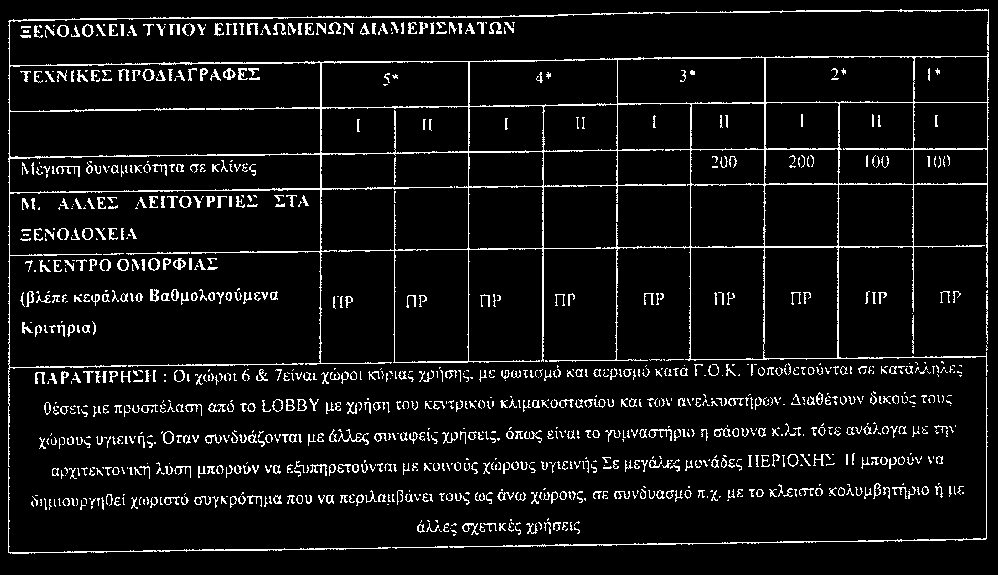 ΞΕΝΟΔΟΧΕΙΑ ΤΥΠΟΥ ΕΠΙΠΛΩΜΕΝΩΝ ΔΙΑΜΕΡΙΣΜΑΤΩΝ
ΤΕΧΝΙΚΕΣ ΠΡΟΔΙΑΓΡΑΦΕΣ 5* 4* 3* 2* 1*
I II I II I II I II I
Μέγιστη δυναμικότητα σε κλίνες 200 200 100 100
Μ. ΑΛΛΕΣ ΛΕΙΤΟΥΡΓΙΕΣ ΣΤΑ
ΞΕΝΟΔΟΧΕΙΑ
7.ΚΕΝΤΡΟ ΟΜΟΡΦΙΑΣ
(βλέπε κεφάλαιο Βαθμολογούμενα ΠΡ ΠΡ ΠΡ ΠΡ ΠΡ ΠΡ ΠΡ ΠΡ ΠΡ
Κριτήρια)
ΠΑΡΑΤΗΡΗΣΗ : Οι χώροι 6 & 7είναι χώροι κύριας χρήσης, με φωτισμό και αερισμό κατά Γ.Ο.Κ. Τοποθετούνται σε κατάλληλες
θέσεις με προσπέλαση από το LOBBY με χρήση του κεντρικού κλιμακοστασίου και των ανελκυστήρων. Διαθέτουν δικούς τους
χώρους υγιεινής. Όταν συνδυάζονται με άλλες συναφείς χρήσεις, όπως είναι το γυμναστήριο η σάουνα κ.λπ. τότε ανάλογα με την
αρχιτεκτονική λύση μπορούν να εξυπηρετούνται με κοινούς χώρους υγιεινής Σε μεγάλες μονάδες ΠΕΡΙΟΧΗΣ II μπορούν να
δημιουργηθεί χωριστό συγκρότημα που να περιλαμβάνει τους ως άνω χώρους, σε συνδυασμό π.χ. με το κλειστό κολυμβητήριο ή με
άλλες σχετικές χρήσεις